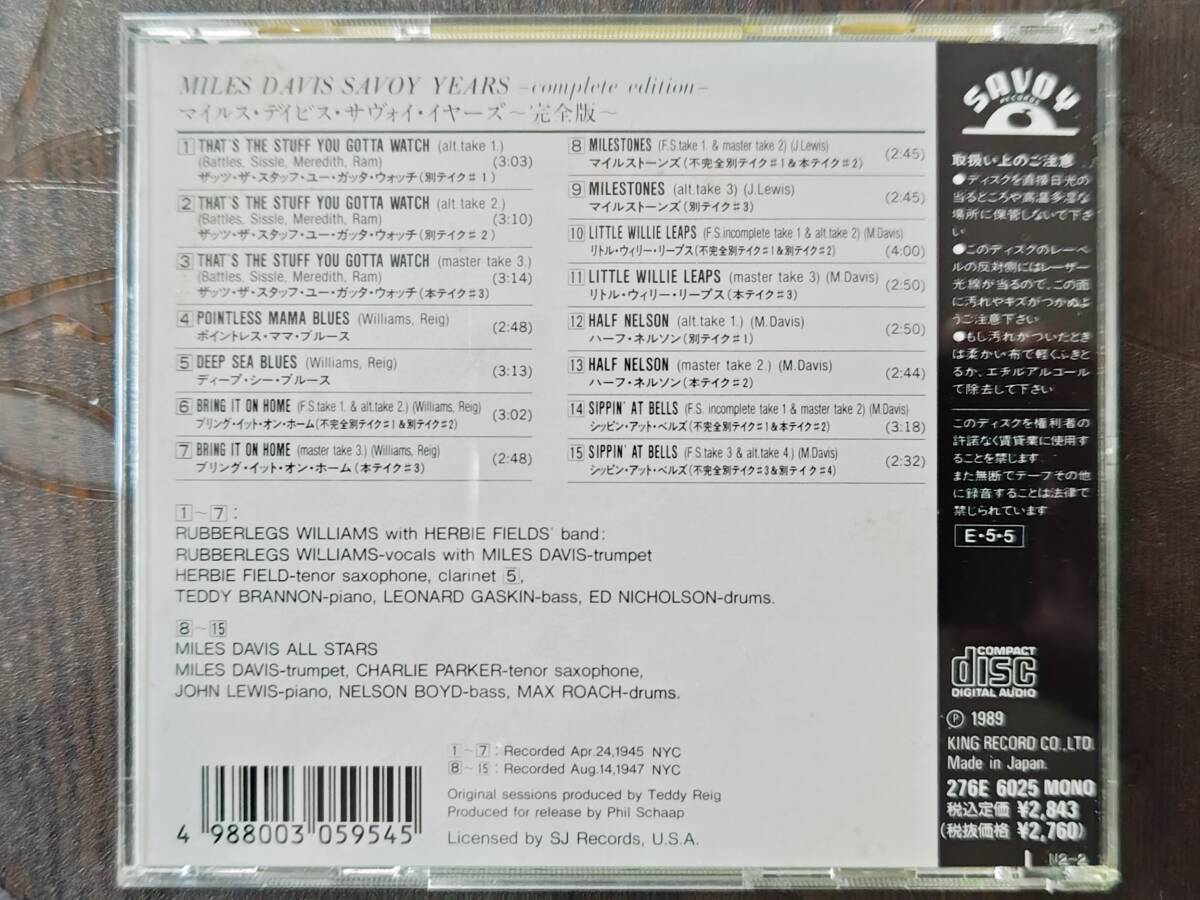 MILES DAVIS SAVOY YEARS -complete edition-
マイルス・デイビス・サヴォイ・イヤーズ〜完全版〜
1 THAT'S THE STUFF YOU GOTTA WATCH (alt.take 1.)
(Battles, Sissle, Meredith, Ram) (3:03)
ザッツ・ザ・スタッフ・ユー・ガッタ・ウォッチ(別テイク♯1)
2 THAT'S THE STUFF YOU GOTTA WATCH (alt.take 2.)
(Battles, Sissle, Meredith, Ram) (3:10)
ザッツ・ザ・スタッフ・ユー・ガッタ・ウォッチ(別テイク♯2)
3 THAT'S THE STUFF YOU GOTTA WATCH (master take 3.)
(Battles, Sissle, Meredith, Ram) (3:14)
ザッツ・ザ・スタッフ・ユー・ガッタ・ウォッチ(本テイク♯3)
4 POINTLESS MAMA BLUES (Williams, Reig) (2:48)
ポイントレス・ママ・ブルース
5 DEEP SEA BLUES (Williams, Reig) (3:13)
ディープ・シー・ブルース
6 BRING IT ON HOME (F.S.take 1. & alt.take 2.) (Williams, Reig) (3:02)
ブリング・イット・オン・ホーム(不完全別テイク♯1&別テイク♯2)
7 BRING IT ON HOME (master take 3.) (Williams, Reig) (2:48)
ブリング・イット・オン・ホーム(本テイク♯3)
8 MILESTONES (F.S.take 1. & master take 2) (J.Lewis) (2:45)
マイルストーンズ(不完全別テイク♯1&本テイク♯2)
9 MILESTONES (alt.take 3) (J.Lewis) (2:45)
マイルストーンズ(別テイク♯3)
10 LITTLE WILLIE LEAPS (F.S.incomplete take 1 & alt.take 2) (M.Davis)
リトル・ウィリー・リープス(不完全別テイク♯1&別テイク♯2) (4:00)
11 LITTLE WILLIE LEAPS (master take 3) (M.Davis) (2:50)
リトル・ウィリー・リープス(本テイク♯3)
12 HALF NELSON (alt.take 1.) (M.Davis) (2:50)
ハーフ・ネルソン(別テイク♯1)
13 HALF NELSON (master take 2.) (M.Davis) (2:44)
ハーフ・ネルソン(本テイク♯2)
14 SIPPIN' AT BELLS (F.S. incomplete take 1 & master take 2) (M.Davis)
シッピン・アット・ベルズ(不完全別テイク♯1&本テイク♯2) (3:18)
15 SIPPIN' AT BELLS (F.S.take 3 & alt.take 4.) (M.Davis) (2:32)
シッピン・アット・ベルズ(不完全別テイク♯3&別テイク♯4)
1〜7:
RUBBERLEGS WILLIAMS with HERBIE FIELDS' band:
RUBBERLEGS WILLIAMS-vocals with MILES DAVIS-trumpet
HERBIE FIELD-tenor saxophone, clarinet 5,
TEDDY BRANNON-piano, LEONARD GASKIN-bass, ED NICHOLSON-drums.
8〜15
MILES DAVIS ALL STARS
MILES DAVIS-trumpet, CHARLIE PARKER-tenor saxophone,
JOHN LEWIS-piano, NELSON BOYD-bass, MAX ROACH-drums.
1〜7: Recorded Apr.24,1945 NYC
8〜15: Recorded Aug.14,1947 NYC
Original sessions produced by Teddy Reig
Produced for release by Phil Schaap
Licensed by SJ Records, U.S.A.
4 988003 059545
SAVOY
RECORDS
取扱い上のご注意
●ディスクを直接日光の
当るところや高温多湿な
場所に保管しないで下さ
い
●このディスクのレーベ
ルの反対側にはレーザー
光線が当るので、この面
に汚れやキズがつかぬよ
うご注意下さい
●もし汚れがついたとき
は柔かい布で軽くふきと
るか、エチルアルコール
で除去して下さい
このディスクを権利者の
許諾なく賃貸業に使用す
ることを禁じます
また無断でテープその他
に録音することは法律で
禁じられています
E・5・5
COMPACT
disc
DIGITAL AUDIO
Ⓟ 1989
KING RECORD CO.,LTD.
Made in Japan.
276E 6025 MONO
税込定価 ¥2,843
(税抜価格 ¥2,760)
N2-2